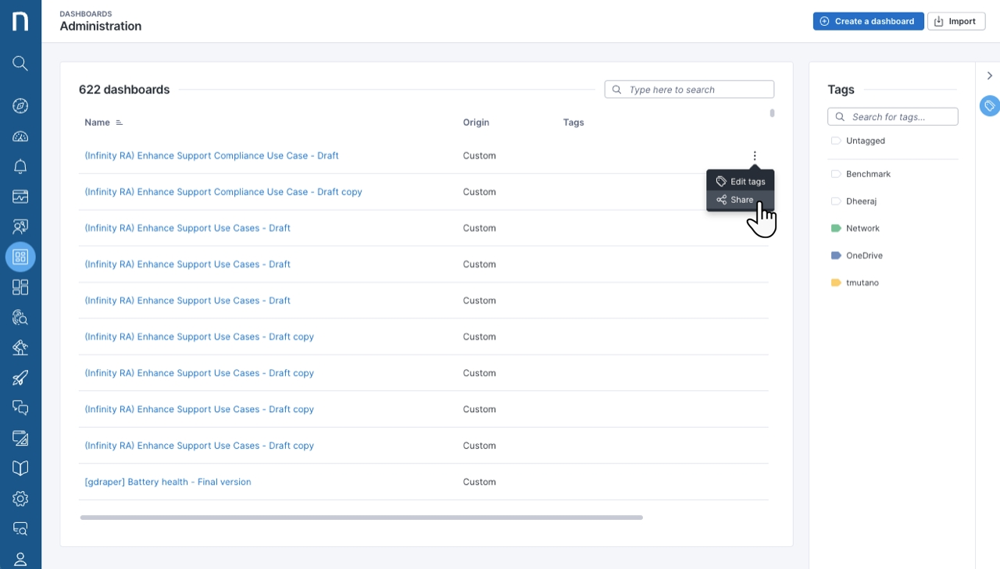 n
DASHBOARDS
Administration
Create a dashboard
Import
622 dashboards
Type here to search
Name
Origin
Tags
(Infinity RA) Enhance Support Compliance Use Case - Draft
Custom
Edit tags
Share
(Infinity RA) Enhance Support Compliance Use Case - Draft copy
Custom
(Infinity RA) Enhance Support Use Cases - Draft
Custom
(Infinity RA) Enhance Support Use Cases - Draft
Custom
(Infinity RA) Enhance Support Use Cases - Draft
Custom
(Infinity RA) Enhance Support Use Cases - Draft copy
Custom
(Infinity RA) Enhance Support Use Cases - Draft copy
Custom
(Infinity RA) Enhance Support Use Cases - Draft copy
Custom
(Infinity RA) Enhance Support Use Cases - Draft copy
Custom
[gdraper] Battery health - Final version
Custom
Tags
Search for tags...
Untagged
Benchmark
Dheeraj
Network
OneDrive
tmutano